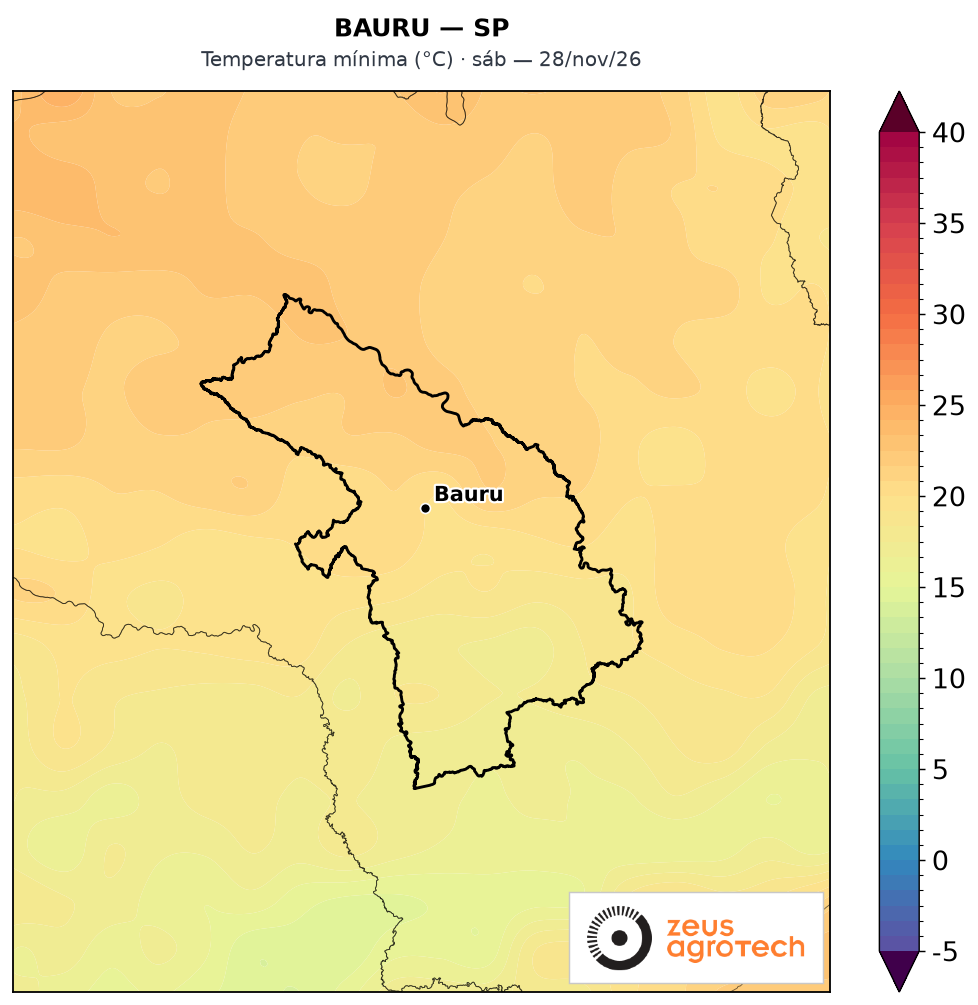 BAURU — SP
Temperatura mínima (°C) · sáb — 28/nov/26
40
35
30
25
20
15
10
5
0
-5
Bauru
zeus
agrotech